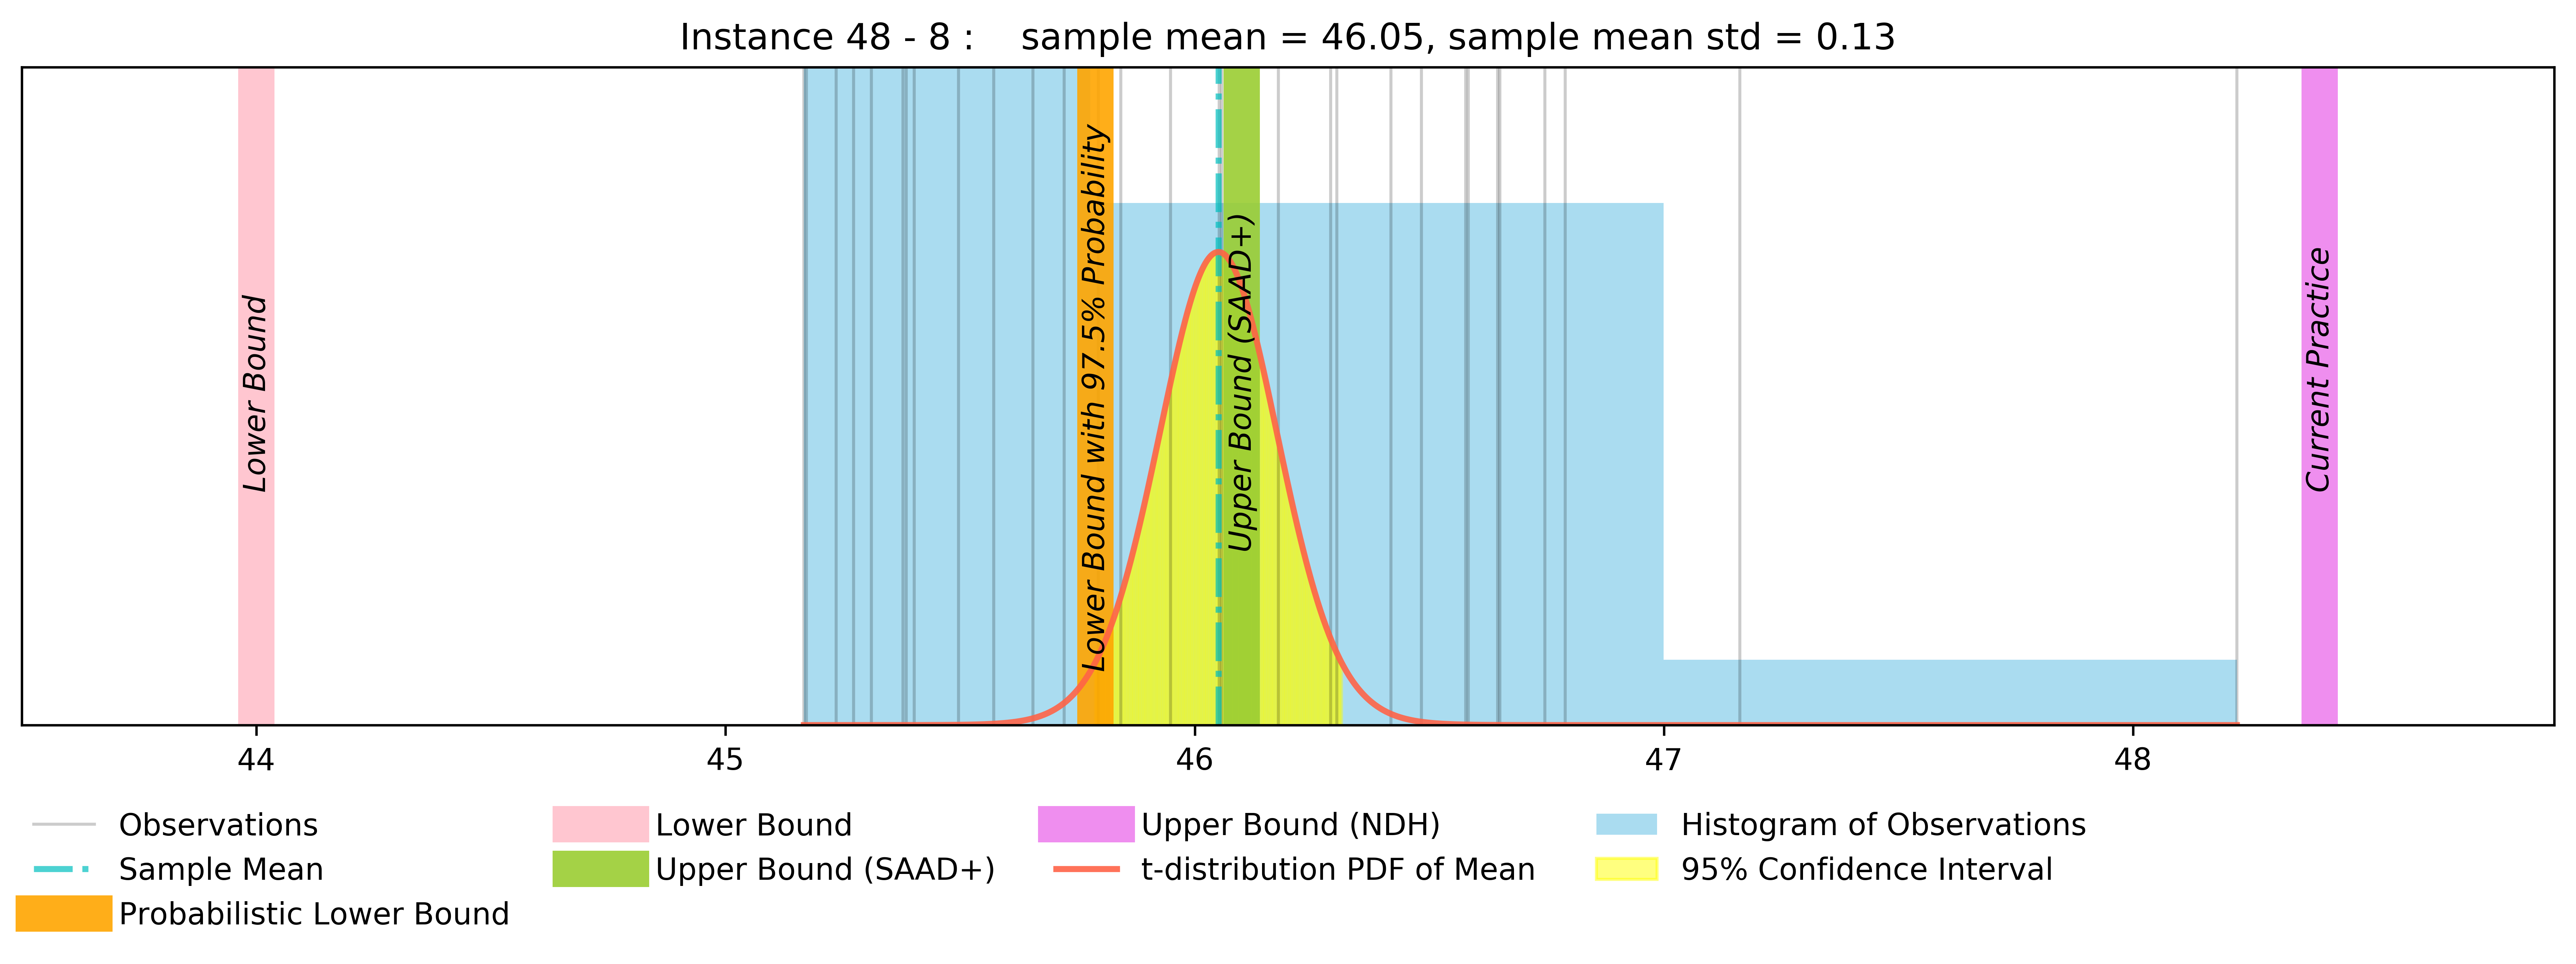 Instance 48 - 8 :    sample mean = 46.05, sample mean std = 0.13
Lower Bound
Lower Bound with 97.5% Probability
Upper Bound (SAAD+)
Current Practice
44 45 46 47 48
Observations
Sample Mean
Probabilistic Lower Bound
Lower Bound
Upper Bound (SAAD+)
Upper Bound (NDH)
t-distribution PDF of Mean
Histogram of Observations
95% Confidence Interval